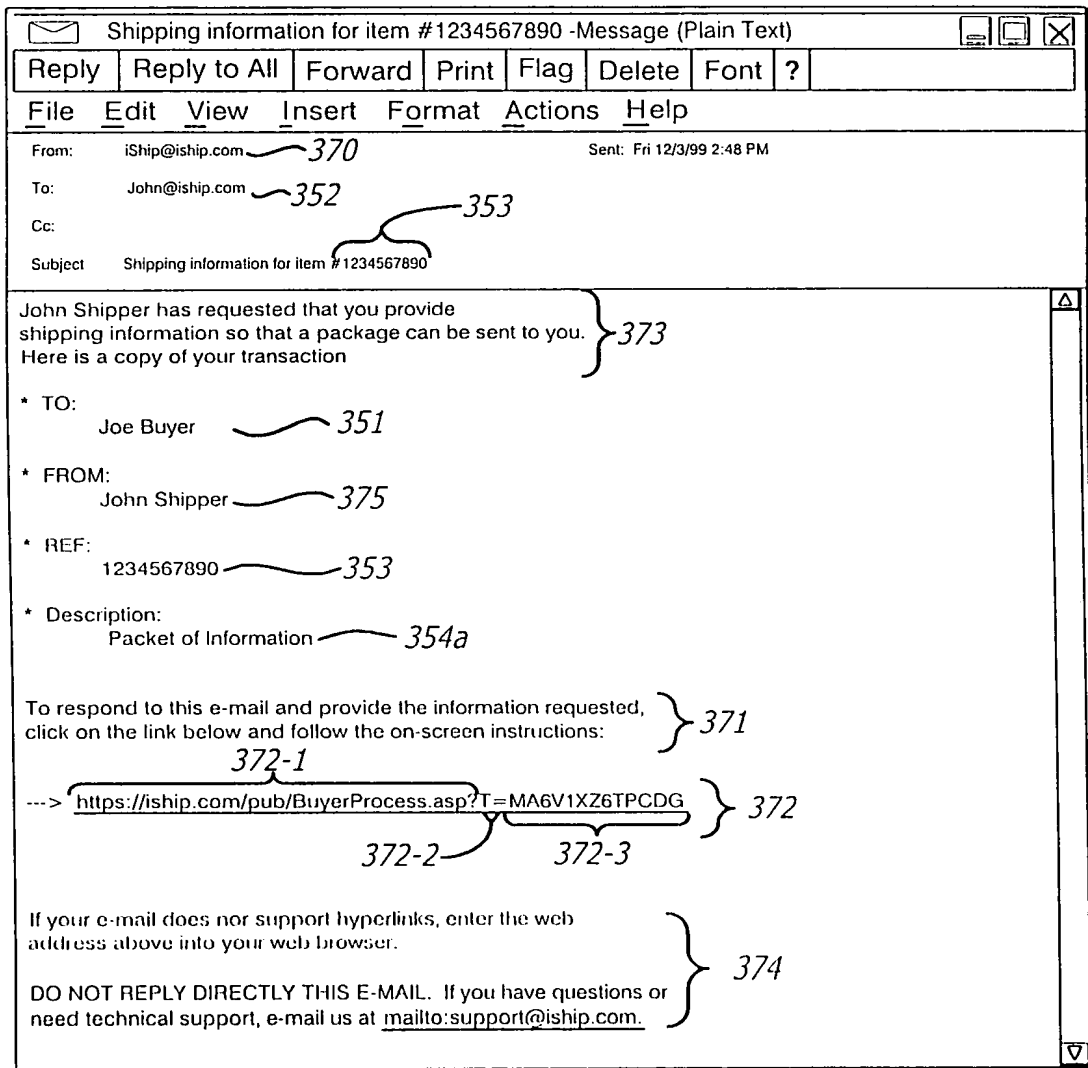 Shipping information for item #1234567890 -Message (Plain Text)
Reply Reply to All Forward Print Flag Delete Font ?
File Edit View Insert Format Actions Help
From: iShip@iship.com 370 Sent: Fri 12/3/99 2:48 PM
To: John@iship.com 352
353
Cc:
Subject Shipping information for item #1234567890
John Shipper has requested that you provide
shipping information so that a package can be sent to you. 373
Here is a copy of your transaction
* TO:
Joe Buyer 351
* FROM:
John Shipper 375
* REF:
1234567890 353
* Description:
Packet of Information 354a
To respond to this e-mail and provide the information requested,
click on the link below and follow the on-screen instructions: 371
372-1
---> https://iship.com/pub/BuyerProcess.asp?T=MA6V1XZ6TPCDG 372
372-2 372-3
If your e-mail does nor support hyperlinks, enter the web
address above into your web browser.
374
DO NOT REPLY DIRECTLY THIS E-MAIL. If you have questions or
need technical support, e-mail us at mailto:support@iship.com.